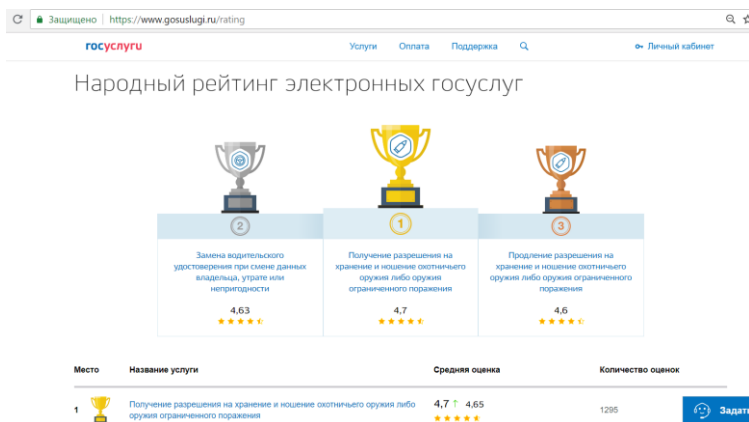 Защищено | https://www.gosuslugi.ru/rating
госуслуги Услуги Оплата Поддержка Личный кабинет
Народный рейтинг электронных госуслуг
2
Замена водительского
удостоверения при смене данных
владельца, утрате или
непригодности
4,63
1
Получение разрешения на
хранение и ношение охотничьего
оружия либо оружия
ограниченного поражения
4,7
3
Продление разрешения на
хранение и ношение охотничьего
оружия либо оружия ограниченного
поражения
4,6
Место Название услуги Средняя оценка Количество оценок
1 Получение разрешения на хранение и ношение охотничьего оружия либо
оружия ограниченного поражения
4,7 ↑ 4,65
1295
Задать